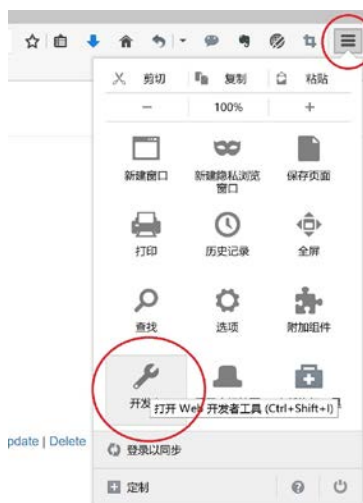 剪切 复制 粘贴
− 100% +
新建窗口 新建隐私浏览 保存页面
窗口
打印 历史记录 全屏
查找 选项 附加组件
开发
打开 Web 开发者工具 (Ctrl+Shift+I)
pdate | Delete
登录以同步
定制